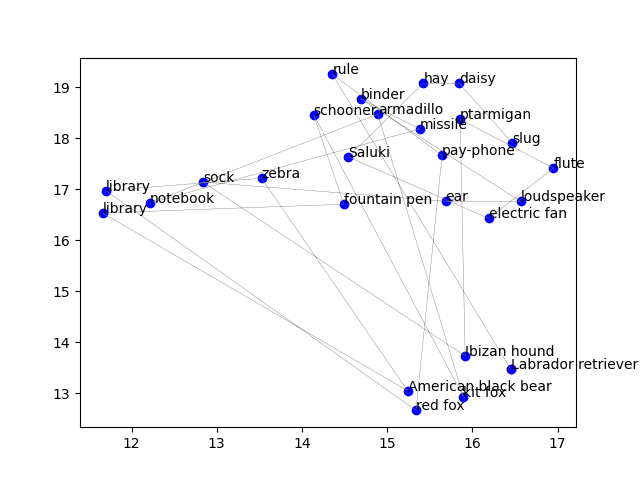 rule
hay
daisy
19
binder
schooner
armadillo
ptarmigan
missile
18
slug
Saluki
pay-phone
flute
zebra
sock
17
library
notebook
fountain pen
ear
loudspeaker
library
electric fan
16
15
14
Ibizan hound
Labrador retriever
13
American black bear
kit fox
red fox
12
13
14
15
16
17